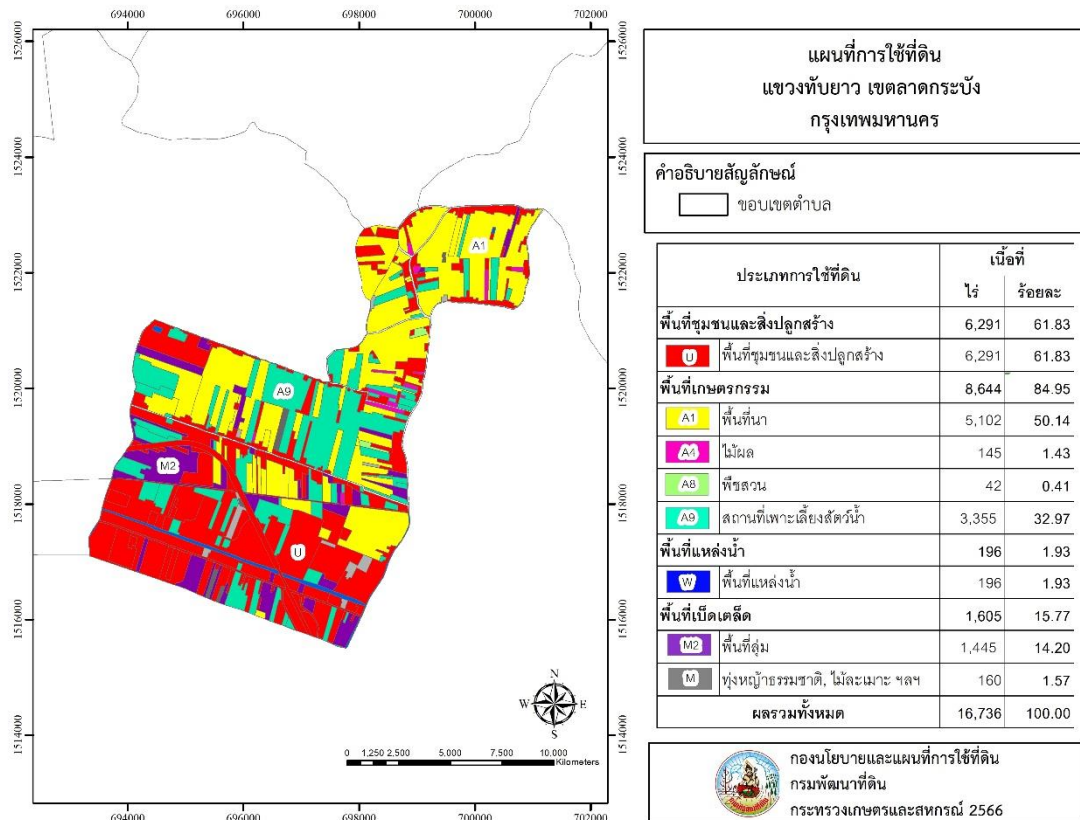 694000 696000 698000 700000 702000
1526000 1526000
1524000 1524000
1522000 1522000
1520000 1520000
1518000 1518000
1516000 1516000
1514000 1514000
A1
A9
M2
U
N
W E
S
0 1,250 2,500 5,000 7,500 10,000
Kilometers
694000 696000 698000 700000 702000
แผนที่การใช้ที่ดิน
แขวงทับยาว เขตลาดกระบัง
กรุงเทพมหานคร
คำอธิบายสัญลักษณ์
ขอบเขตตำบล
ประเภทการใช้ที่ดิน เนื้อที่
ไร่ ร้อยละ
พื้นที่ชุมชนและสิ่งปลูกสร้าง 6,291 61.83
U พื้นที่ชุมชนและสิ่งปลูกสร้าง 6,291 61.83
พื้นที่เกษตรกรรม 8,644 84.95
A1 พื้นที่นา 5,102 50.14
A4 ไม้ผล 145 1.43
A8 พืชสวน 42 0.41
A9 สถานที่เพาะเลี้ยงสัตว์น้ำ 3,355 32.97
พื้นที่แหล่งน้ำ 196 1.93
W พื้นที่แหล่งน้ำ 196 1.93
พื้นที่เบ็ดเตล็ด 1,605 15.77
M2 พื้นที่ลุ่ม 1,445 14.20
M ทุ่งหญ้าธรรมชาติ, ไม้ละเมาะ ฯลฯ 160 1.57
ผลรวมทั้งหมด 16,736 100.00
กองนโยบายและแผนที่การใช้ที่ดิน
กรมพัฒนาที่ดิน
กระทรวงเกษตรและสหกรณ์ 2566